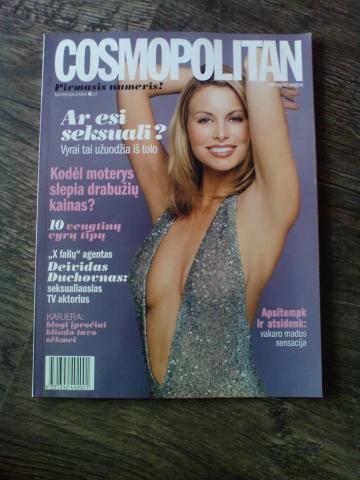 COSMOPOLITAN
Pirmasis numeris!
Ar esi
seksuali?
Vyrai tai užuodžia iš tolo
Kodėl moterys
slepia drabužių
kainas?
10 vengtinų
vyrų tipų
„X failų“ agentas
Deividas
Duchovnas:
seksualiausias
TV aktorius
KARJERA:
blogi įpročiai
kliudo tavo
sėkmei
Apsitempk
ir atsidenk:
vakaro mados
sensacija